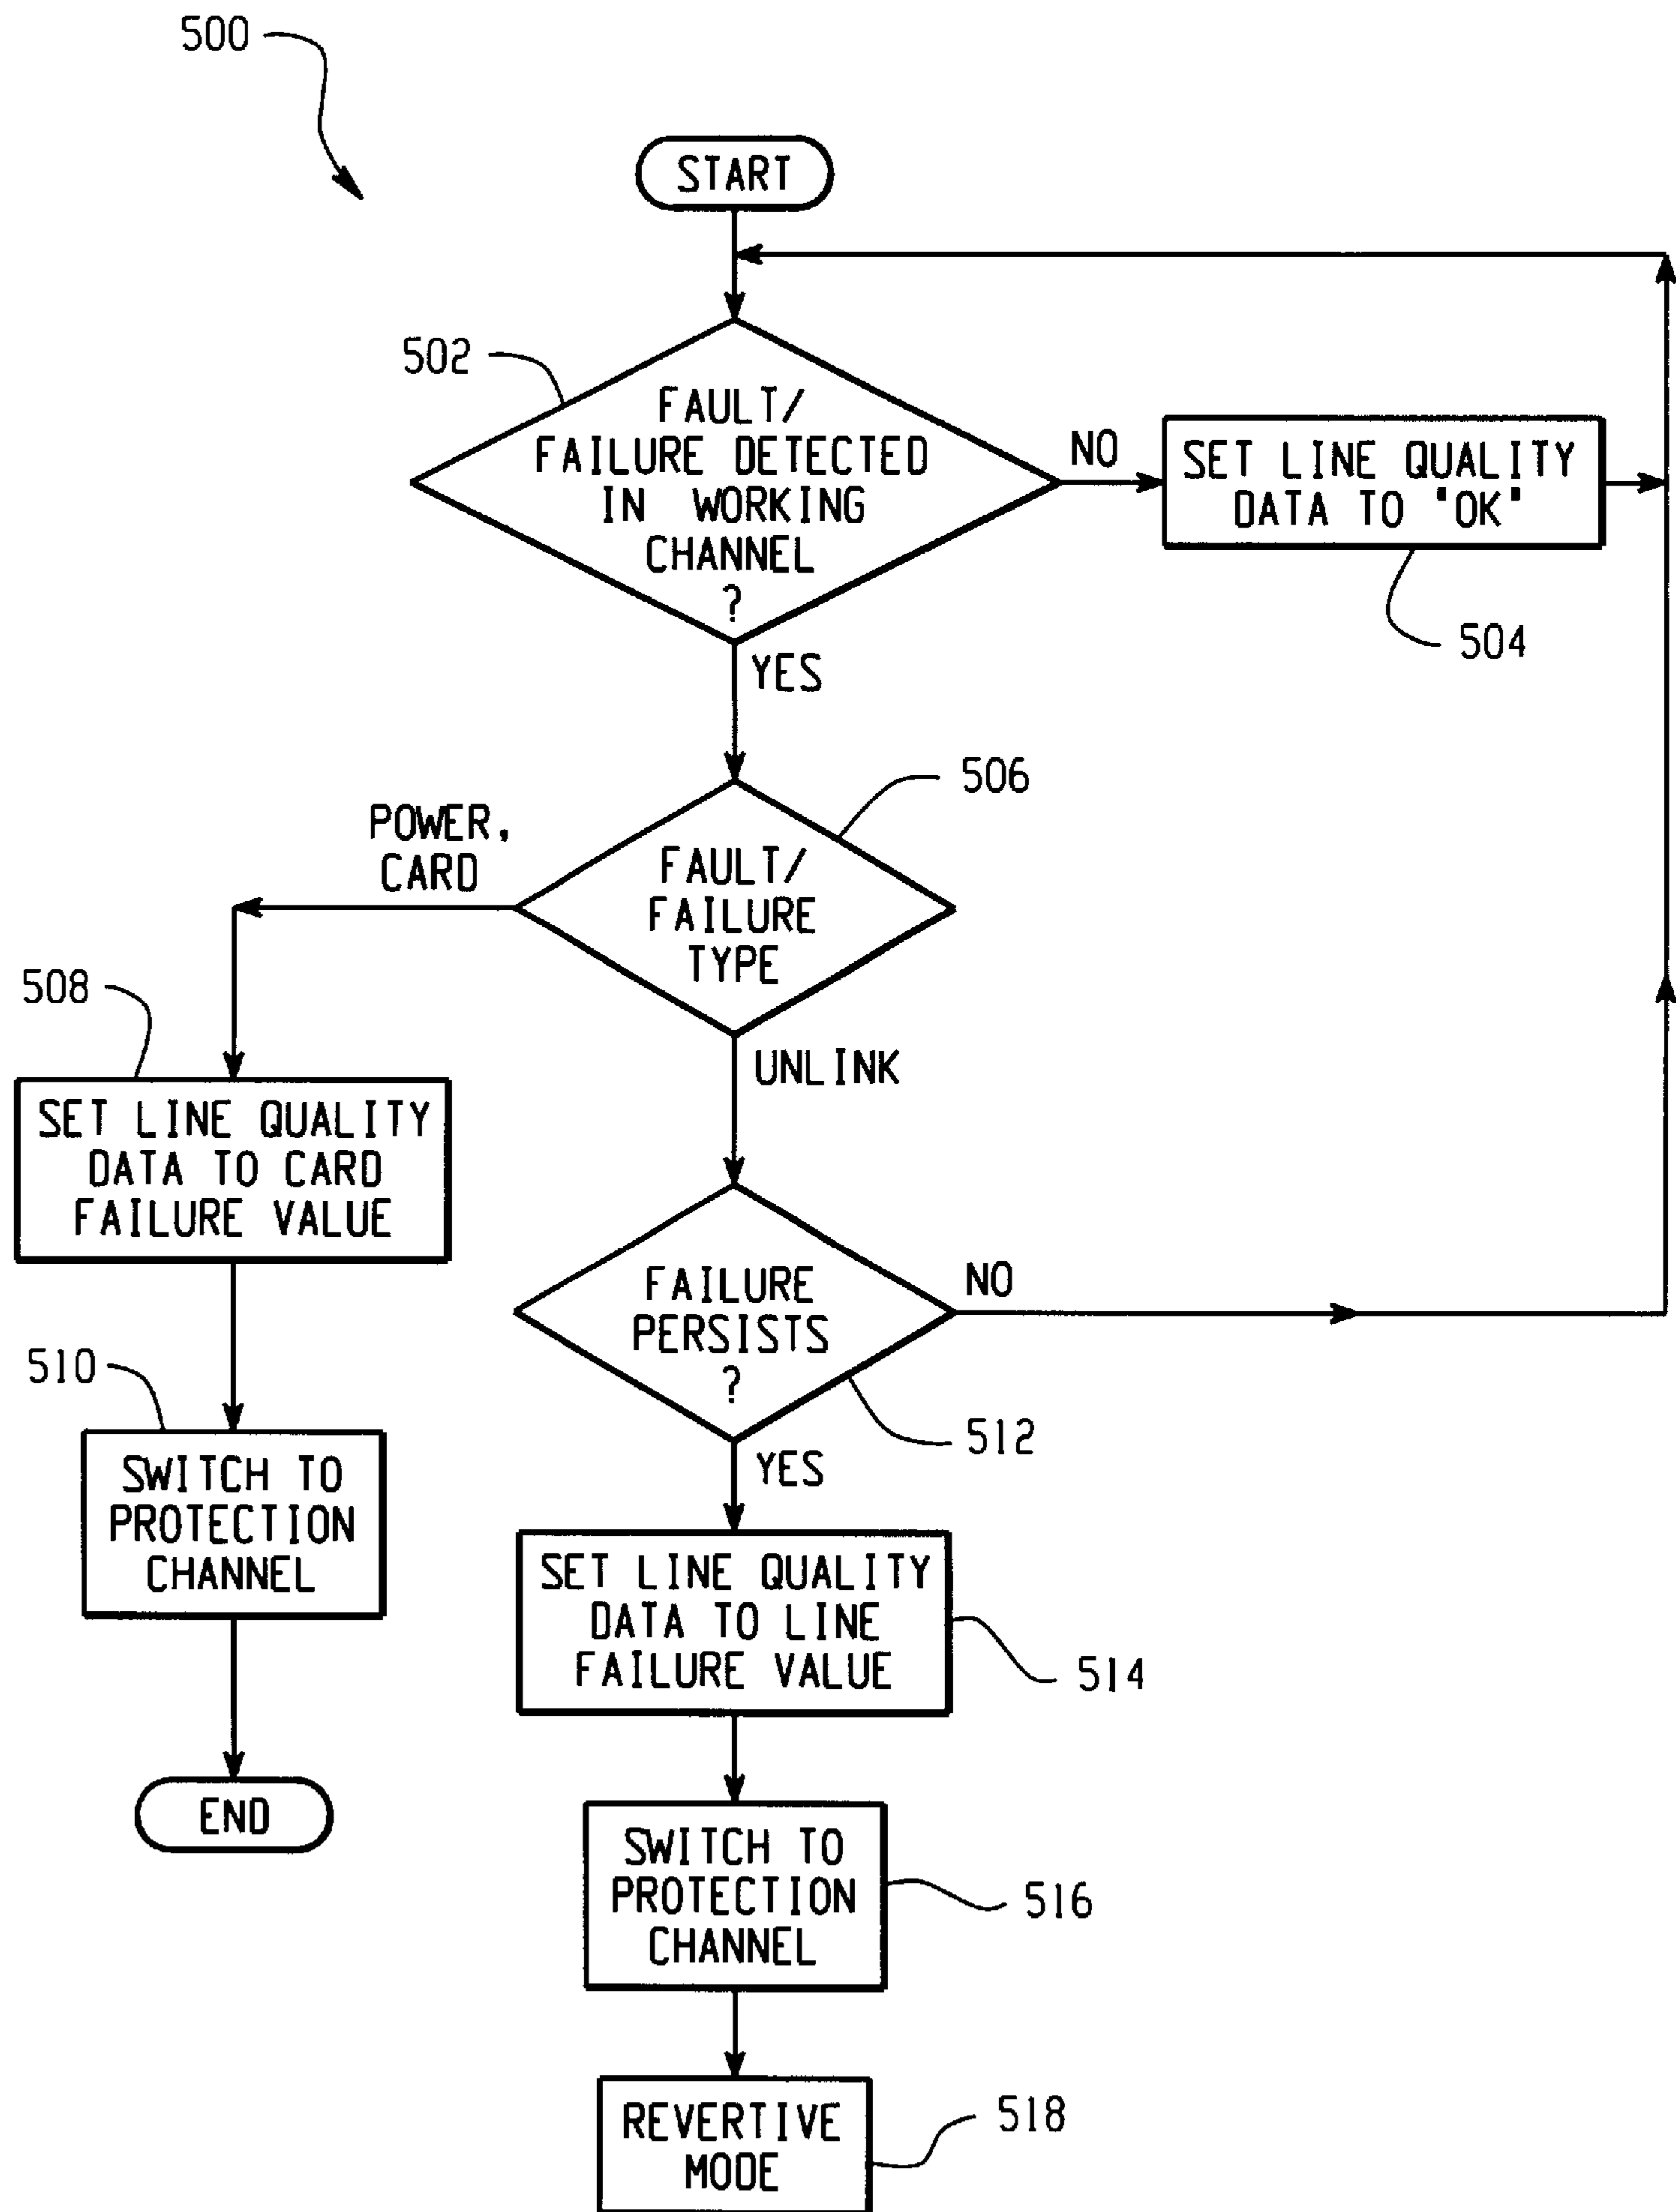 500
START
502
FAULT/
FAILURE DETECTED
IN WORKING
CHANNEL
?
NO
SET LINE QUALITY
DATA TO "OK"
504
YES
506
POWER,
CARD
FAULT/
FAILURE
TYPE
508
UNLINK
SET LINE QUALITY
DATA TO CARD
FAILURE VALUE
FAILURE
PERSISTS
?
NO
510
512
YES
SWITCH TO
PROTECTION
CHANNEL
SET LINE QUALITY
DATA TO LINE
FAILURE VALUE
514
END
SWITCH TO
PROTECTION
CHANNEL
516
REVERTIVE
MODE
518